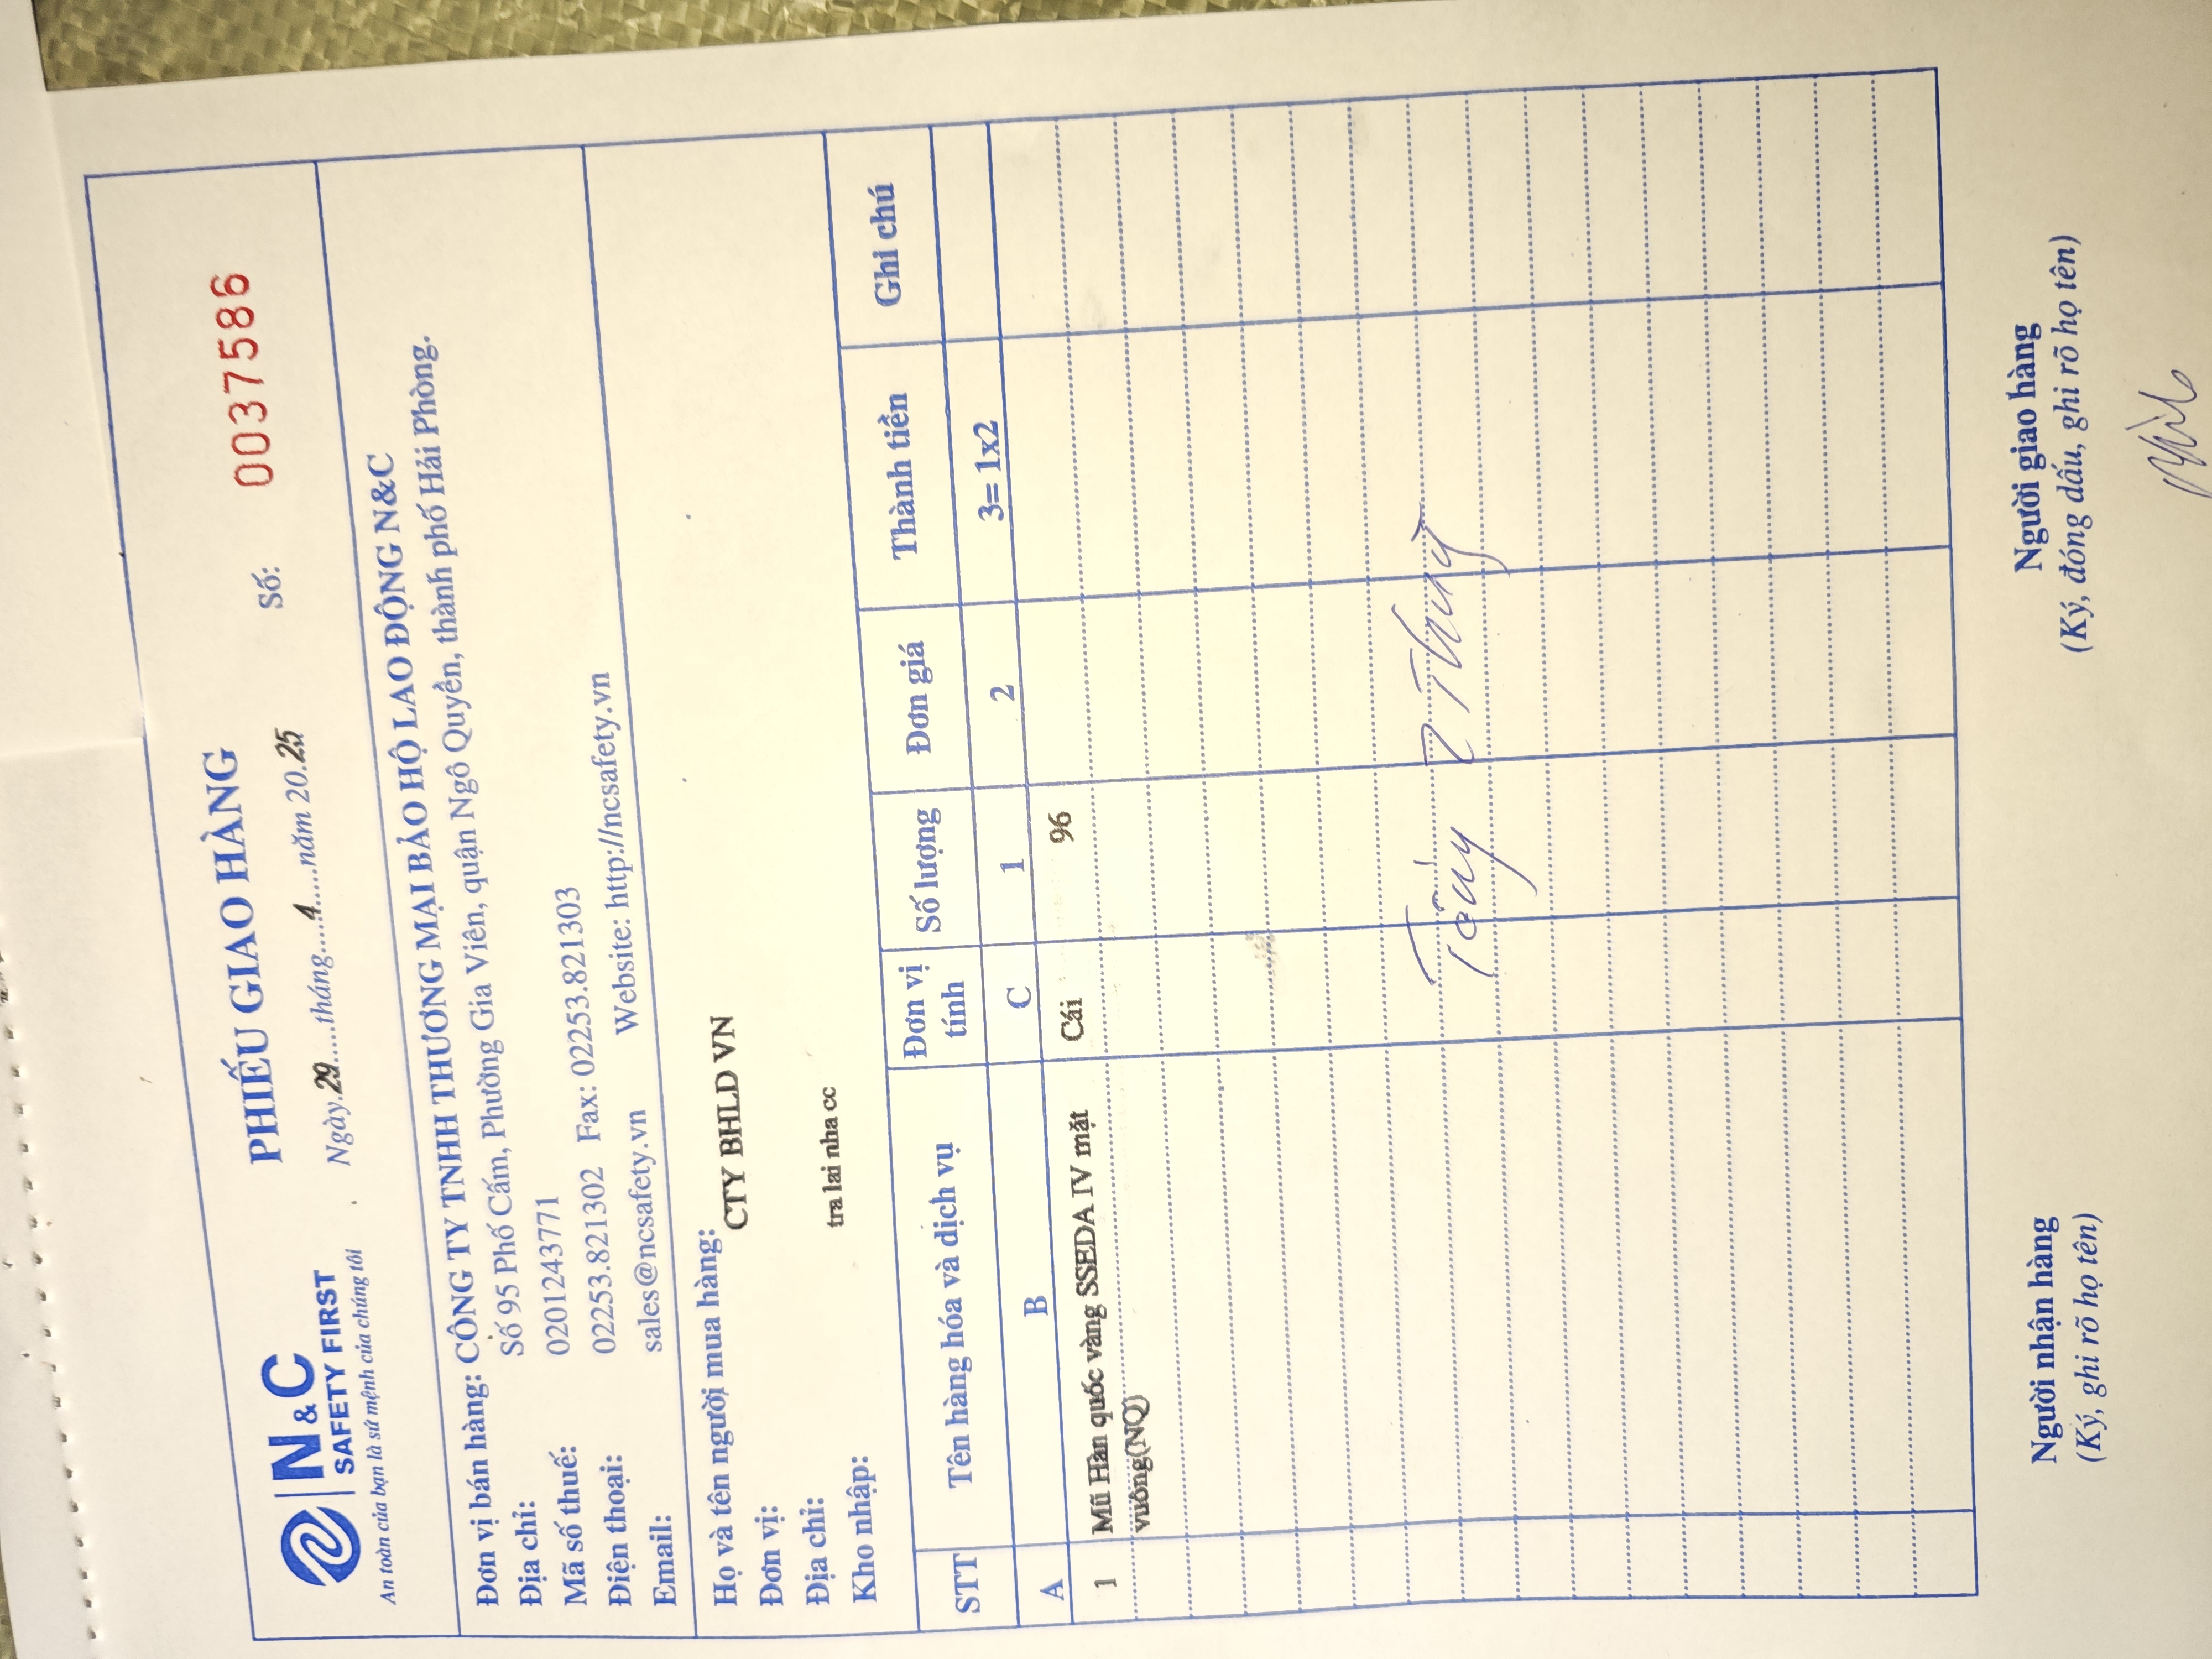 N&C
SAFETY FIRST
An toàn của bạn là sứ mệnh của chúng tôi
PHIẾU GIAO HÀNG
Ngày.29.....tháng.....4.....năm 20.25
Số: 0037586
Đơn vị bán hàng: CÔNG TY TNHH THƯƠNG MẠI BẢO HỘ LAO ĐỘNG N&C
Địa chỉ: Số 95 Phố Cấm, Phường Gia Viên, quận Ngô Quyền, thành phố Hải Phòng.
Mã số thuế: 0201243771
Điện thoại: 02253.821302 Fax: 02253.821303
Email: sales@ncsafety.vn Website: http://ncsafety.vn
Họ và tên người mua hàng:
Đơn vị: CTY BHLD VN
Địa chỉ:
Kho nhập: tra lai nha cc
STT Tên hàng hóa và dịch vụ Đơn vị tính Số lượng Đơn giá Thành tiền Ghi chú
A B C 1 2 3= 1x2
1 Mũ Hàn quốc vàng SSEDA IV mặt Cái 96
vuông(NQ)
2
Người nhận hàng Người giao hàng
(Ký, ghi rõ họ tên) (Ký, đóng dấu, ghi rõ họ tên)